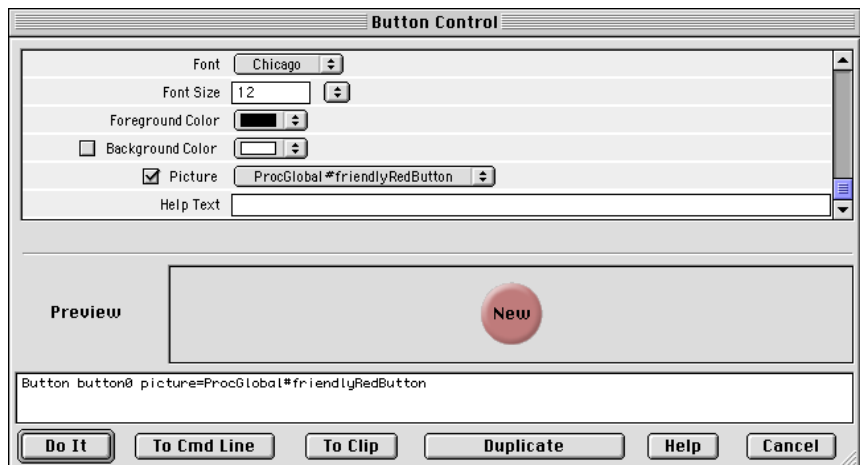 Button Control
Font Chicago
Font Size 12
Foreground Color
Background Color
Picture ProcGlobal#friendlyRedButton
Help Text
Preview New
Button button0 picture=ProcGlobal#friendlyRedButton
Do It To Cmd Line To Clip Duplicate Help Cancel